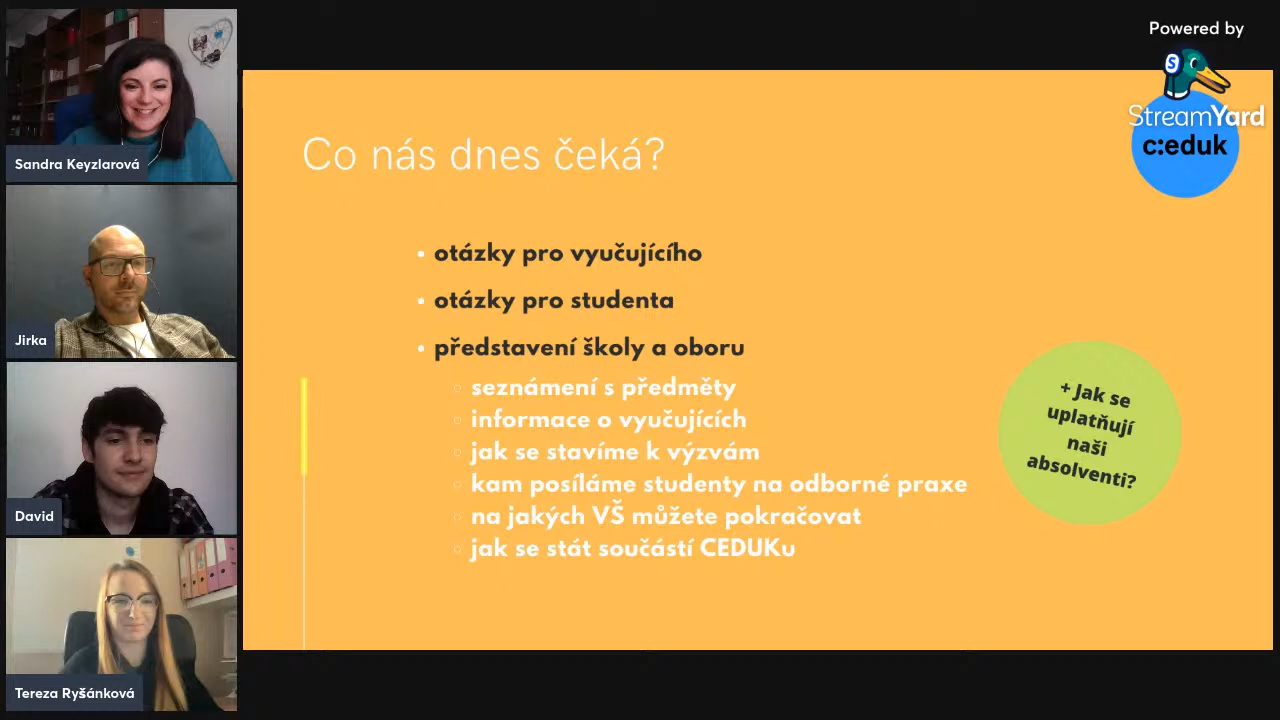 Powered by
S
StreamYard
c:eduk
Co nás dnes čeká?
otázky pro vyučujícího
otázky pro studenta
představení školy a oboru
seznámení s předměty
informace o vyučujících
jak se stavíme k výzvám
kam posíláme studenty na odborné praxe
na jakých VŠ můžete pokračovat
jak se stát součástí CEDUKu
+ Jak se
uplatňují
naši
absolventi?
Sandra Keyzlarová
Jirka
David
Tereza Ryšánková